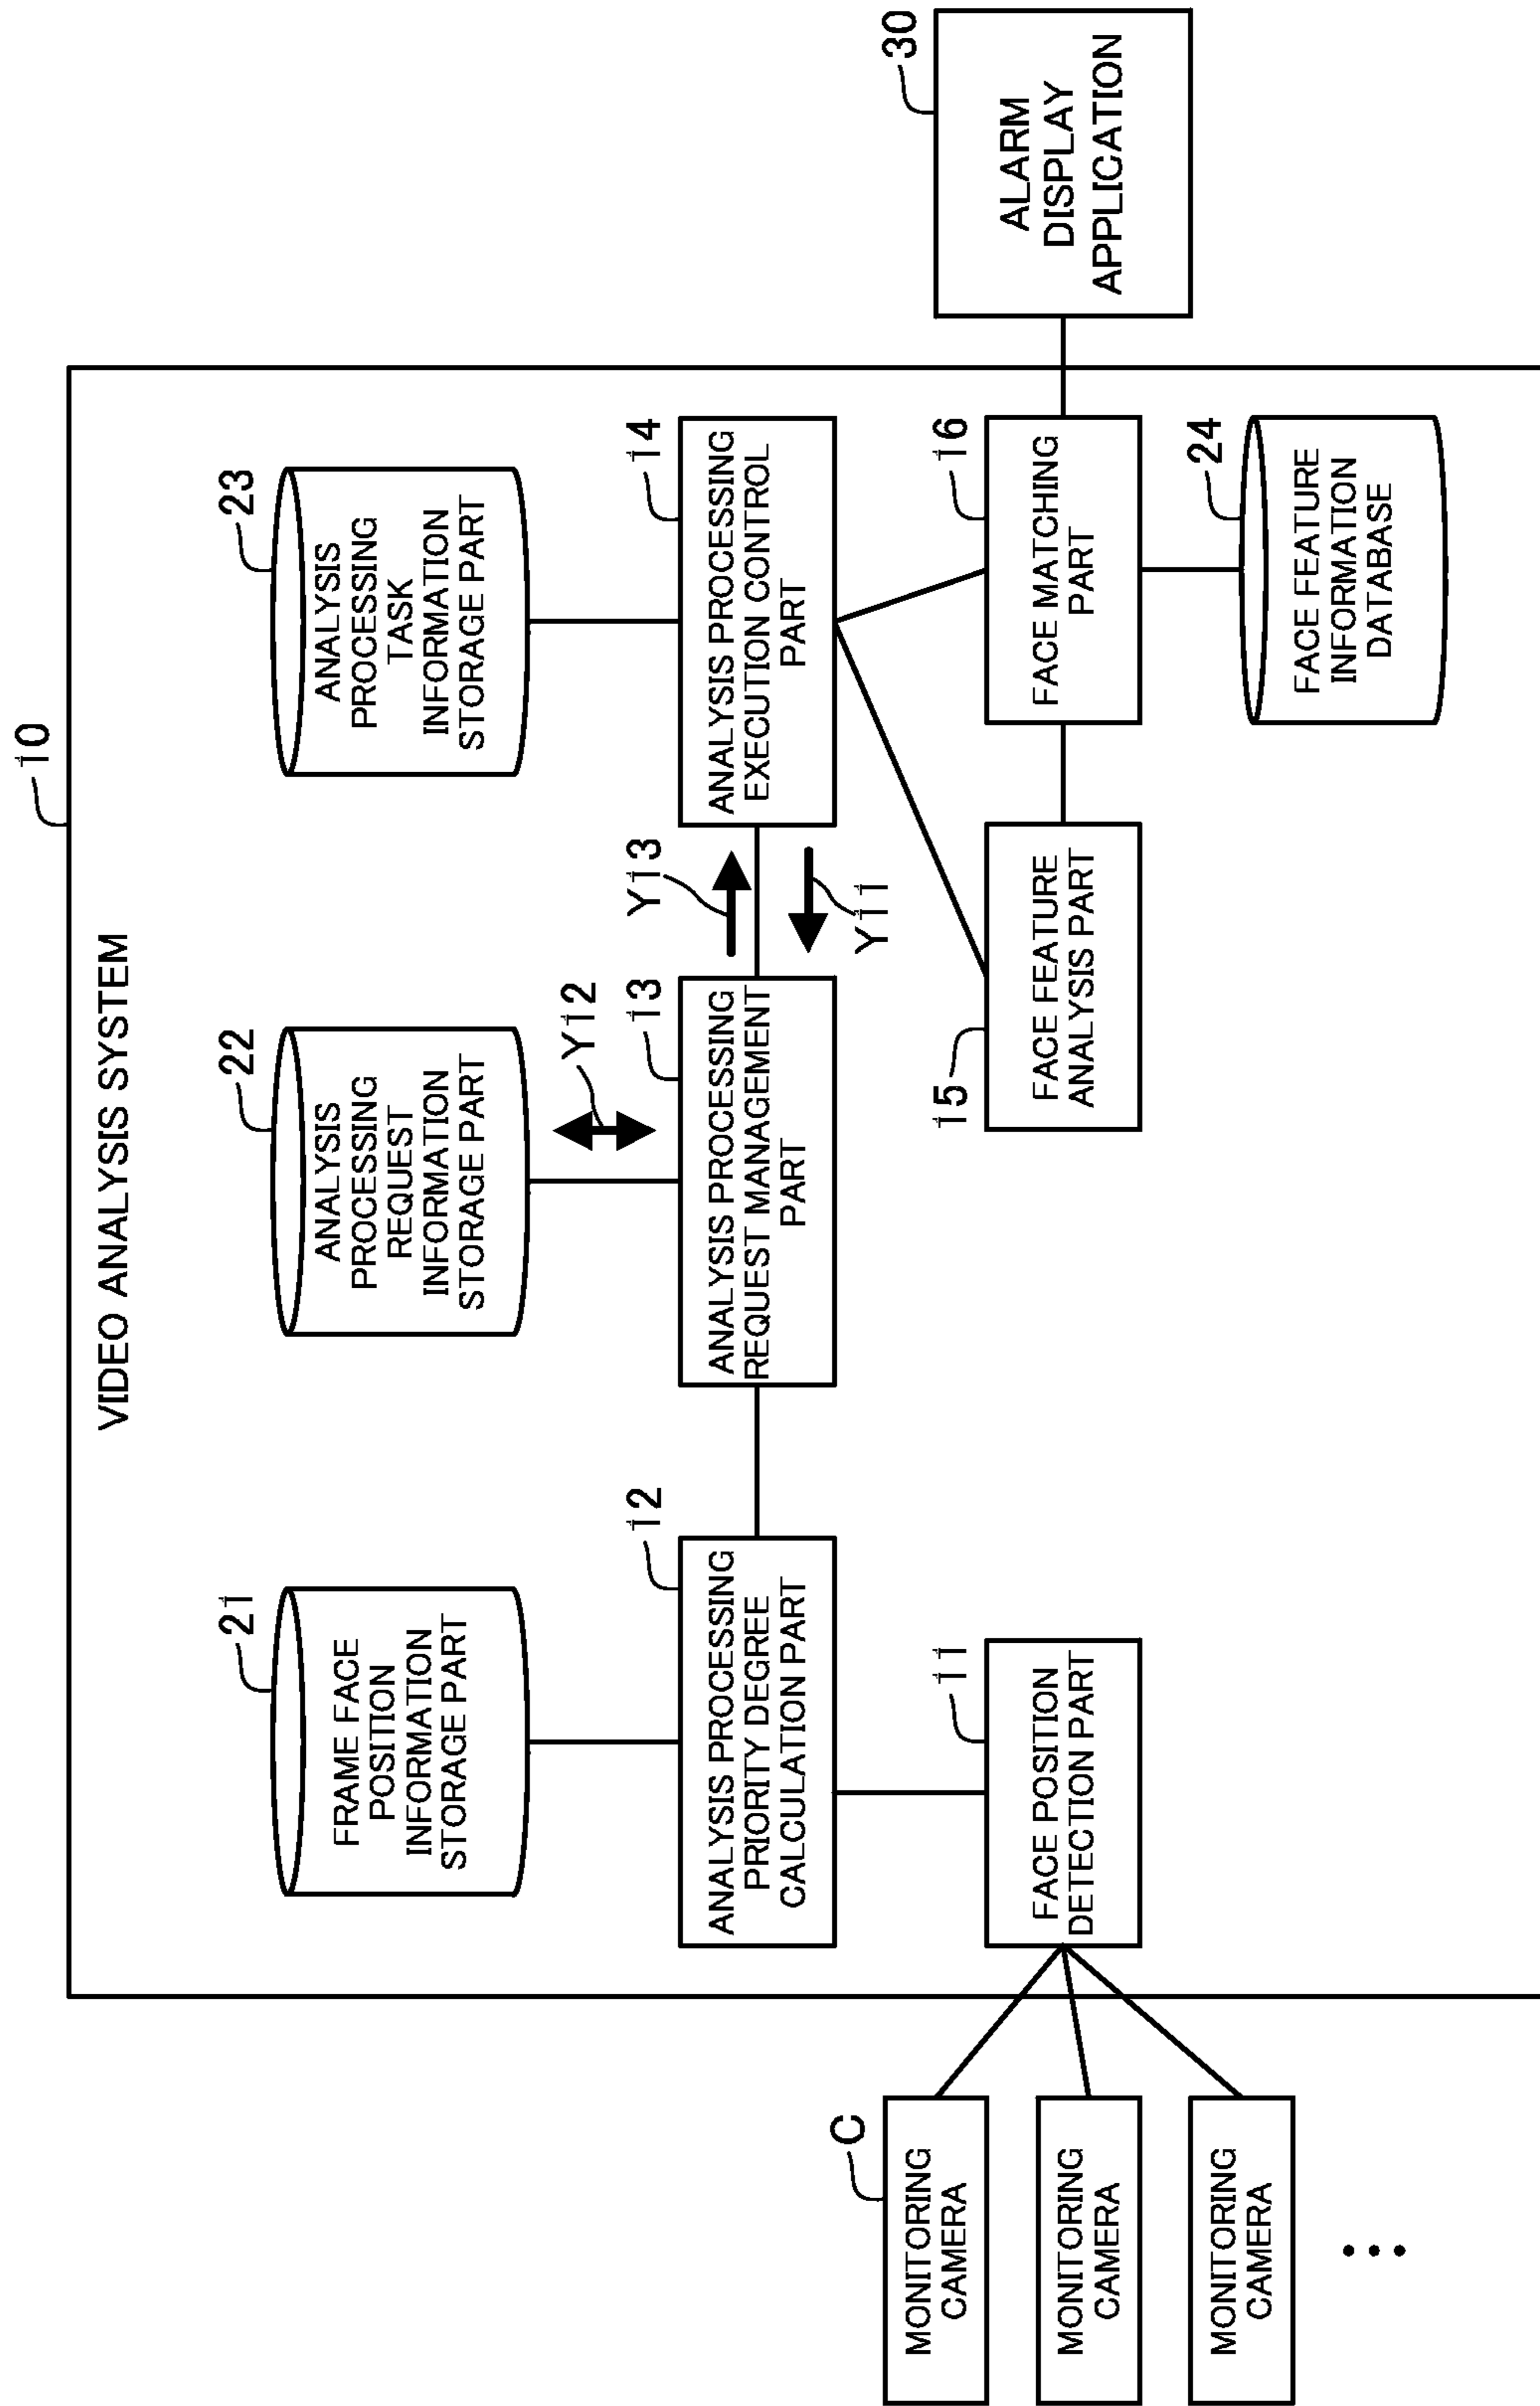 10
VIDEO ANALYSIS SYSTEM
21
FRAME FACE
POSITION
INFORMATION
STORAGE PART
22
ANALYSIS
PROCESSING
REQUEST
INFORMATION
STORAGE PART
23
ANALYSIS
PROCESSING
TASK
INFORMATION
STORAGE PART
Y12
12
ANALYSIS PROCESSING
PRIORITY DEGREE
CALCULATION PART
13
ANALYSIS PROCESSING
REQUEST MANAGEMENT
PART
Y13
Y11
14
ANALYSIS PROCESSING
EXECUTION CONTROL
PART
11
FACE POSITION
DETECTION PART
15
FACE FEATURE
ANALYSIS PART
16
FACE MATCHING
PART
24
FACE FEATURE
INFORMATION
DATABASE
30
ALARM
DISPLAY
APPLICATION
C
MONITORING
CAMERA
MONITORING
CAMERA
MONITORING
CAMERA
•••